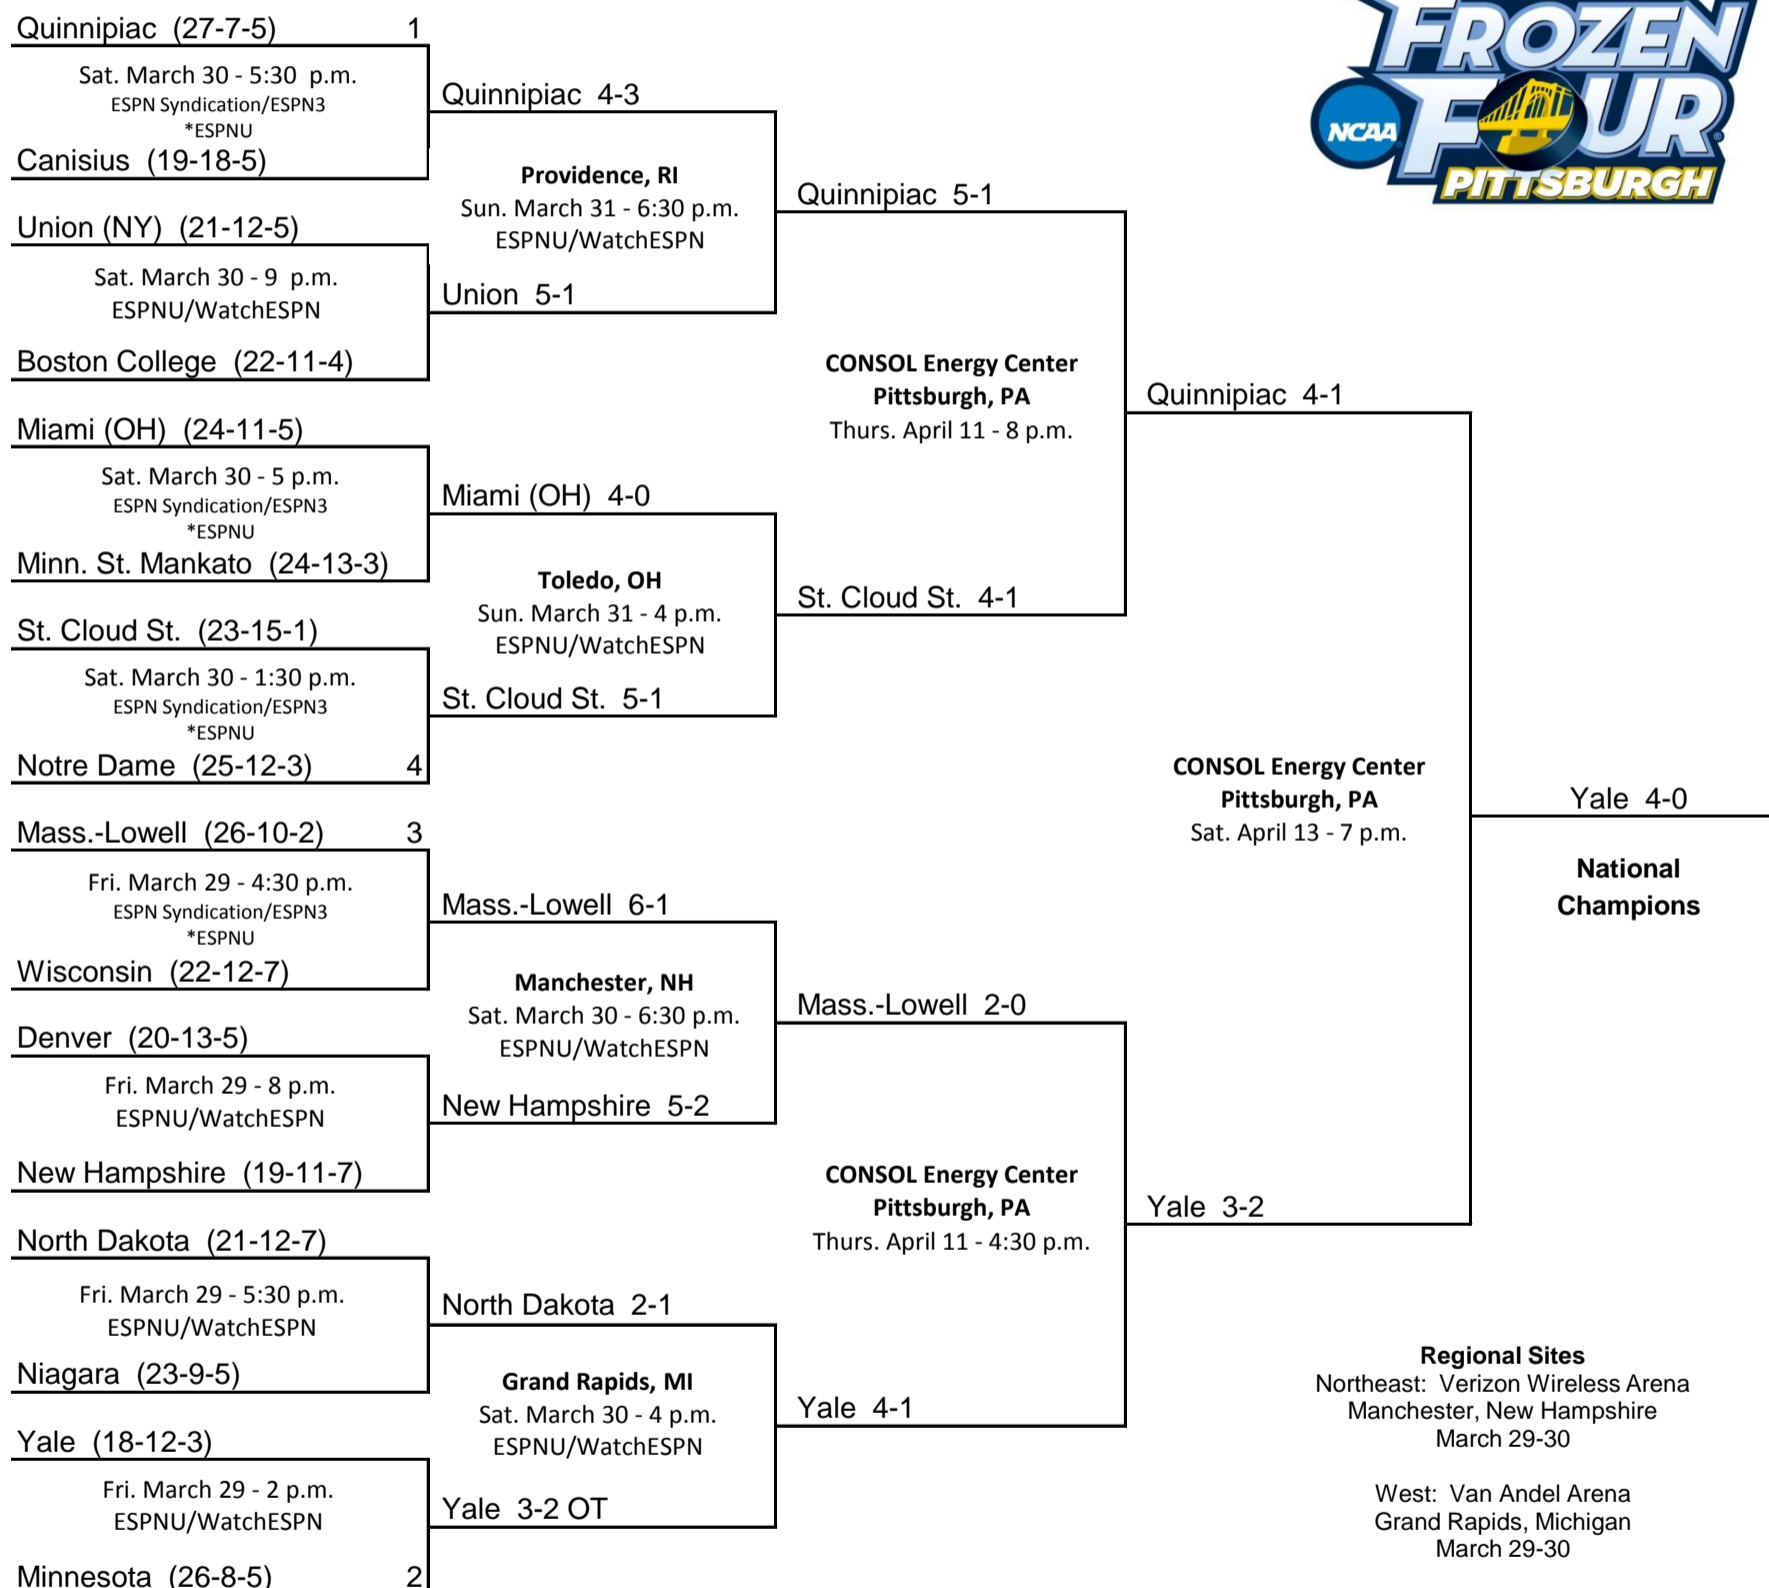 FROZEN
FOUR
NCAA
PITTSBURGH
Quinnipiac (27-7-5) 1
Sat. March 30 - 5:30 p.m.
ESPN Syndication/ESPN3
*ESPNU
Canisius (19-18-5)
Union (NY) (21-12-5)
Sat. March 30 - 9 p.m.
ESPNU/WatchESPN
Boston College (22-11-4)
Miami (OH) (24-11-5)
Sat. March 30 - 5 p.m.
ESPN Syndication/ESPN3
*ESPNU
Minn. St. Mankato (24-13-3)
St. Cloud St. (23-15-1)
Sat. March 30 - 1:30 p.m.
ESPN Syndication/ESPN3
*ESPNU
Notre Dame (25-12-3) 4
Mass.-Lowell (26-10-2) 3
Fri. March 29 - 4:30 p.m.
ESPN Syndication/ESPN3
*ESPNU
Wisconsin (22-12-7)
Denver (20-13-5)
Fri. March 29 - 8 p.m.
ESPNU/WatchESPN
New Hampshire (19-11-7)
North Dakota (21-12-7)
Fri. March 29 - 5:30 p.m.
ESPNU/WatchESPN
Niagara (23-9-5)
Yale (18-12-3)
Fri. March 29 - 2 p.m.
ESPNU/WatchESPN
Minnesota (26-8-5) 2
Quinnipiac 4-3
Providence, RI
Sun. March 31 - 6:30 p.m.
ESPNU/WatchESPN
Union 5-1
Miami (OH) 4-0
Toledo, OH
Sun. March 31 - 4 p.m.
ESPNU/WatchESPN
St. Cloud St. 5-1
Mass.-Lowell 6-1
Manchester, NH
Sat. March 30 - 6:30 p.m.
ESPNU/WatchESPN
New Hampshire 5-2
North Dakota 2-1
Grand Rapids, MI
Sat. March 30 - 4 p.m.
ESPNU/WatchESPN
Yale 3-2 OT
Quinnipiac 5-1
CONSOL Energy Center
Pittsburgh, PA
Thurs. April 11 - 8 p.m.
St. Cloud St. 4-1
Mass.-Lowell 2-0
CONSOL Energy Center
Pittsburgh, PA
Thurs. April 11 - 4:30 p.m.
Yale 4-1
Quinnipiac 4-1
CONSOL Energy Center
Pittsburgh, PA
Sat. April 13 - 7 p.m.
Yale 3-2
Yale 4-0
National
Champions
Regional Sites
Northeast: Verizon Wireless Arena
Manchester, New Hampshire
March 29-30
West: Van Andel Arena
Grand Rapids, Michigan
March 29-30